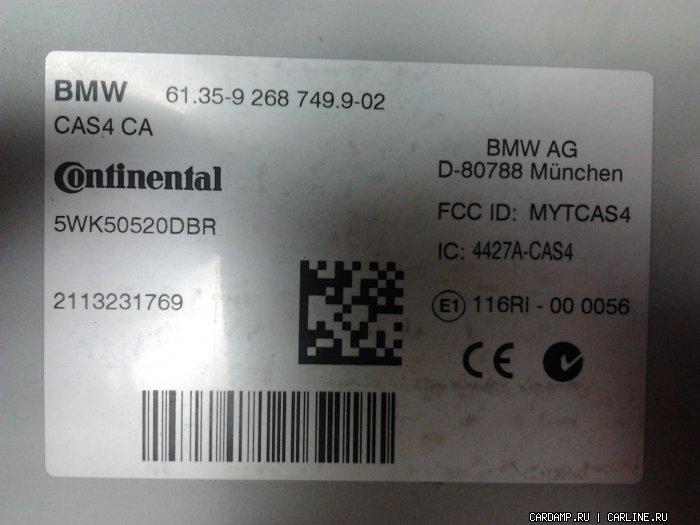 BMW 61.35-9 268 749.9-02
CAS4 CA
Continental
5WK50520DBR
2113231769
BMW AG
D-80788 München
FCC ID: MYTCAS4
IC: 4427A-CAS4
E1 116RI - 00 0056
CE
CARDAMP.RU | CARLINE.RU